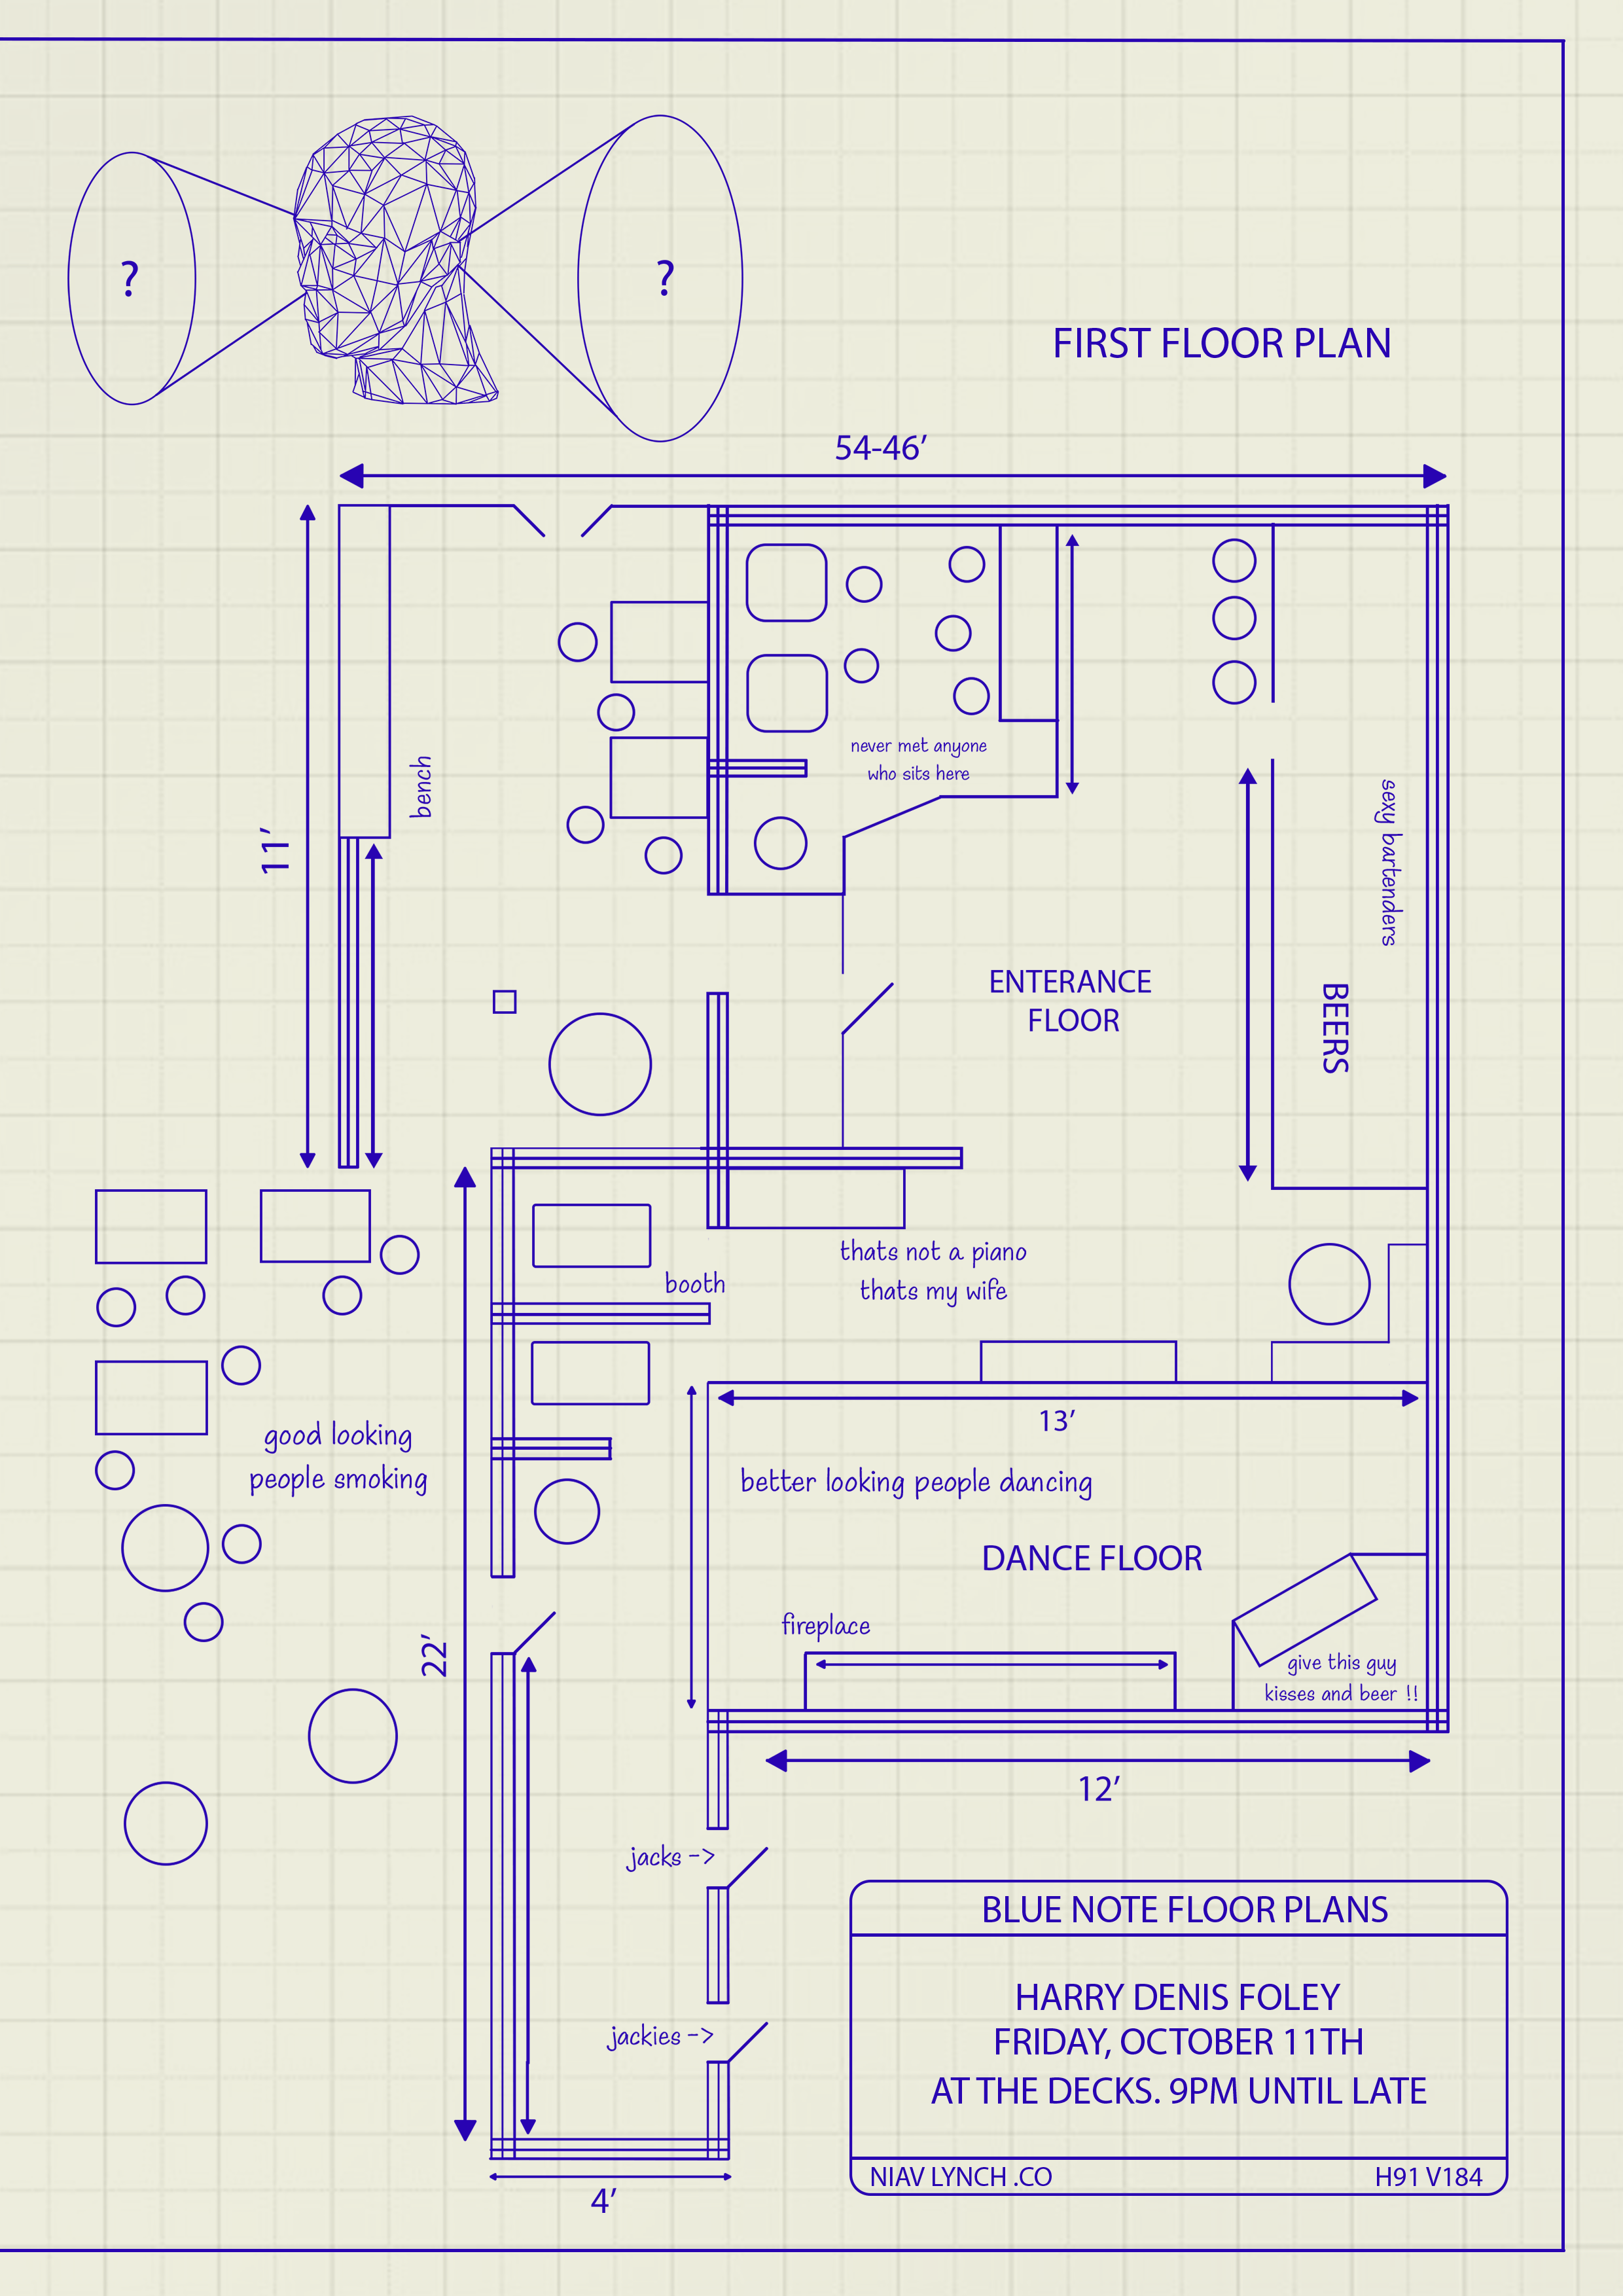 ?
?
FIRST FLOOR PLAN
54-46’
11’
bench
never met anyone
who sits here
sexy bartenders
ENTERANCE
FLOOR
BEERS
thats not a piano
thats my wife
booth
13’
good looking
people smoking
better looking people dancing
DANCE FLOOR
fireplace
22’
give this guy
kisses and beer !!
12’
jacks ->
jackies ->
4’
BLUE NOTE FLOOR PLANS
HARRY DENIS FOLEY
FRIDAY, OCTOBER 11TH
AT THE DECKS. 9PM UNTIL LATE
NIAV LYNCH .CO
H91 V184